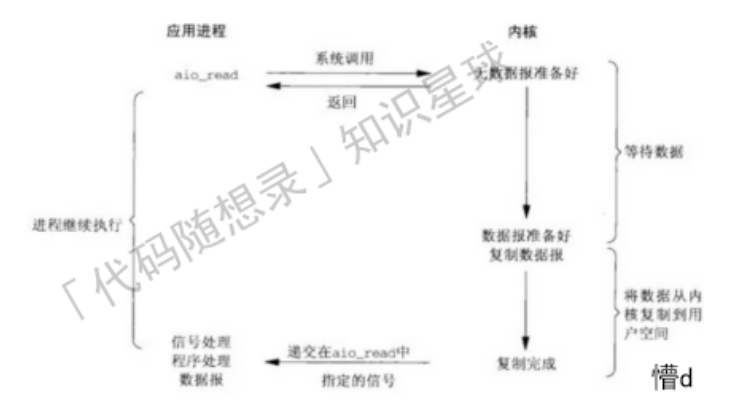 应用进程
内核
系统调用
aio_read
无数据报准备好
返回
等待数据
进程继续执行
数据报准备好
复制数据报
将数据从内
核复制到用
户空间
信号处理
程序处理
数据报
递交在aio_read中
指定的信号
复制完成
「代码随想录」知识星球
懵d